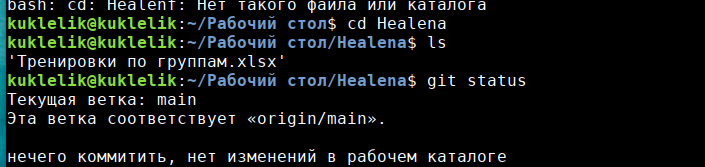 bash: cd: Healenf: Нет такого файла или каталога
kuklelik@kuklelik:~/Рабочий стол$ cd Healena
kuklelik@kuklelik:~/Рабочий стол/Healena$ ls
'Тренировки по группам.xlsx'
kuklelik@kuklelik:~/Рабочий стол/Healena$ git status
Текущая ветка: main
Эта ветка соответствует «origin/main».
нечего коммитить, нет изменений в рабочем каталоге